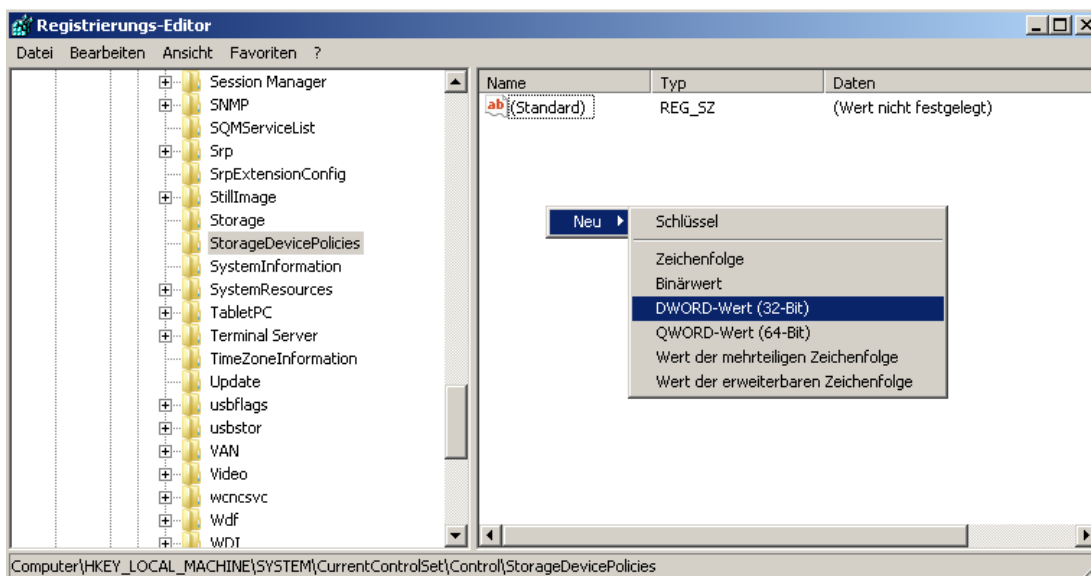 Registrierungs-Editor
Datei Bearbeiten Ansicht Favoriten ?
Session Manager
SNMP
SQMServiceList
Srp
SrpExtensionConfig
StillImage
Storage
StorageDevicePolicies
SystemInformation
SystemResources
TabletPC
Terminal Server
TimeZoneInformation
Update
usbflags
usbstor
VAN
Video
wcncsvc
Wdf
WDI
Name Typ Daten
ab (Standard) REG_SZ (Wert nicht festgelegt)
Neu
Schlüssel
Zeichenfolge
Binärwert
DWORD-Wert (32-Bit)
QWORD-Wert (64-Bit)
Wert der mehrteiligen Zeichenfolge
Wert der erweiterbaren Zeichenfolge
Computer\HKEY_LOCAL_MACHINE\SYSTEM\CurrentControlSet\Control\StorageDevicePolicies